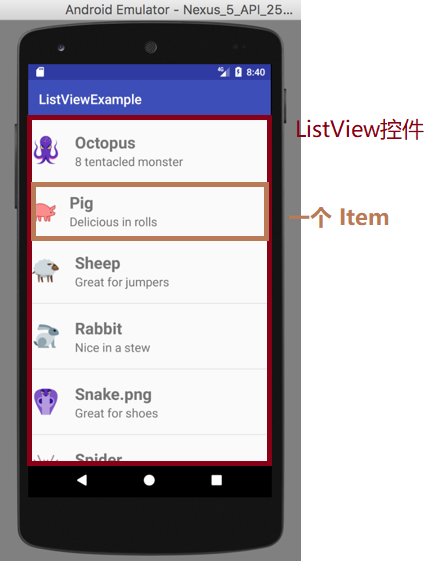 Android Emulator - Nexus_5_API_25...
4G 8:40
ListViewExample
ListView控件
Octopus
8 tentacled monster
Pig
Delicious in rolls
一个 Item
Sheep
Great for jumpers
Rabbit
Nice in a stew
Snake.png
Great for shoes
Spider